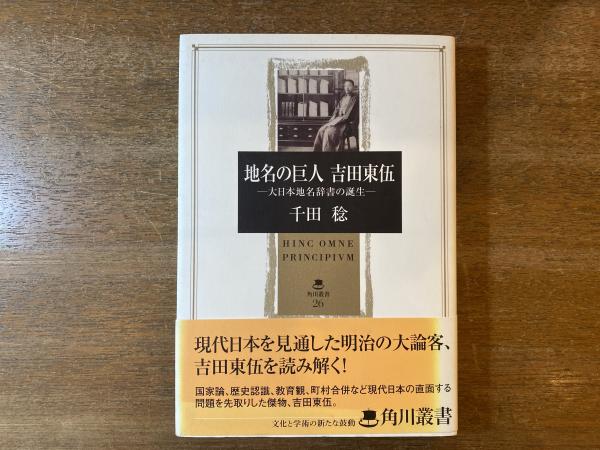 地名の巨人 吉田東伍
―大日本地名辞書の誕生―
千田 稔
HINC OMNE
PRINCIPIVM
角川叢書
26
現代日本を見通した明治の大論客、
吉田東伍を読み解く!
国家論、歴史認識、教育観、町村合併など現代日本の直面する
問題を先取りした傑物、吉田東伍。
文化と学術の新たな鼓動 角川叢書